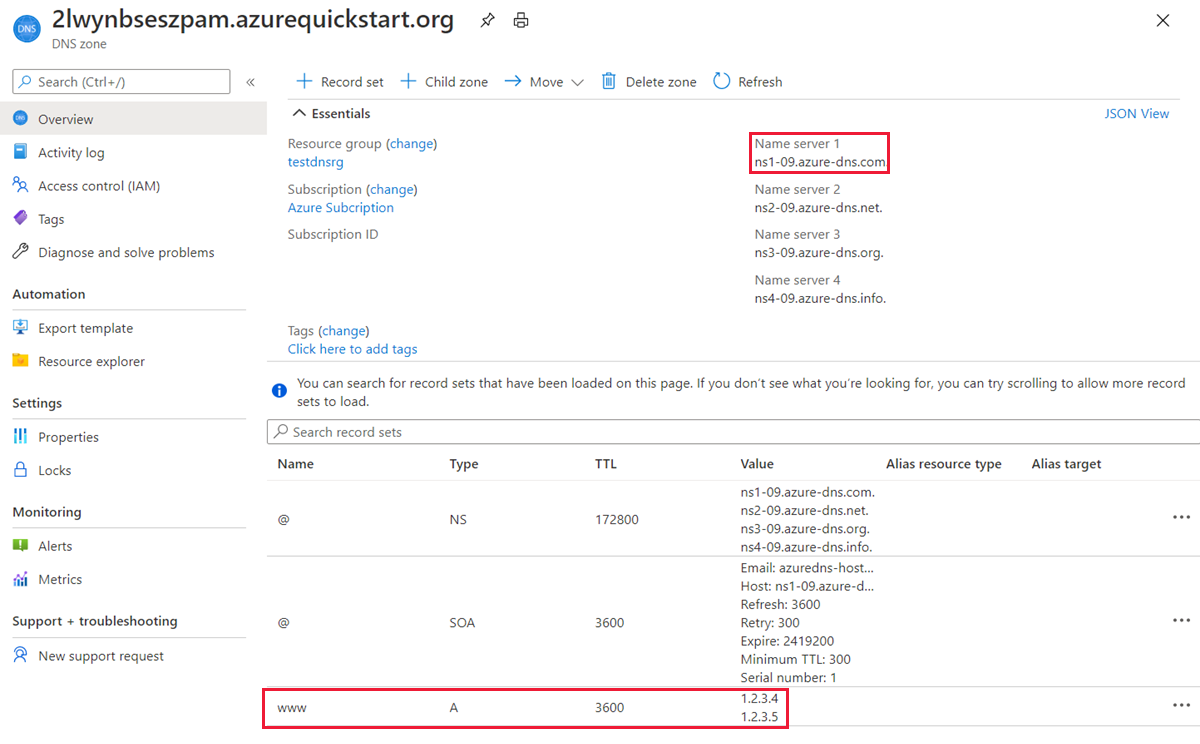 2lwynbseszpam.azurequickstart.org
DNS
DNS zone
Search (Ctrl+/)
«
Record set
Child zone
Move
Delete zone
Refresh
Overview
Activity log
Access control (IAM)
Tags
Diagnose and solve problems
Automation
Export template
Resource explorer
Settings
Properties
Locks
Monitoring
Alerts
Metrics
Support + troubleshooting
New support request
Essentials
JSON View
Resource group (change)
testdnsrg
Subscription (change)
Azure Subcription
Subscription ID
Name server 1
ns1-09.azure-dns.com.
Name server 2
ns2-09.azure-dns.net.
Name server 3
ns3-09.azure-dns.org.
Name server 4
ns4-09.azure-dns.info.
Tags (change)
Click here to add tags
You can search for record sets that have been loaded on this page. If you don't see what you're looking for, you can try scrolling to allow more record
sets to load.
Search record sets
Name Type TTL Value Alias resource type Alias target
@ NS 172800
ns1-09.azure-dns.com.
ns2-09.azure-dns.net.
ns3-09.azure-dns.org.
ns4-09.azure-dns.info.
@ SOA 3600
Email: azuredns-host...
Host: ns1-09.azure-d...
Refresh: 3600
Retry: 300
Expire: 2419200
Minimum TTL: 300
Serial number: 1
www A 3600
1.2.3.4
1.2.3.5